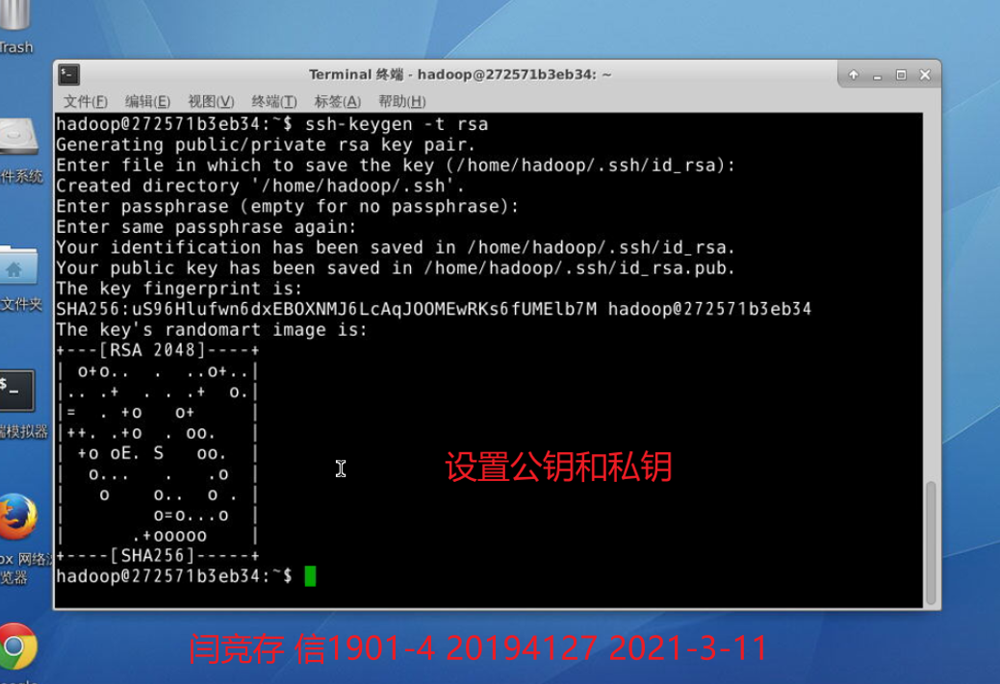 Trash
Terminal 终端 - hadoop@272571b3eb34: ~
文件(F) 编辑(E) 视图(V) 终端(T) 标签(A) 帮助(H)
hadoop@272571b3eb34:~$ ssh-keygen -t rsa
Generating public/private rsa key pair.
Enter file in which to save the key (/home/hadoop/.ssh/id_rsa):
Created directory '/home/hadoop/.ssh'.
Enter passphrase (empty for no passphrase):
Enter same passphrase again:
Your identification has been saved in /home/hadoop/.ssh/id_rsa.
Your public key has been saved in /home/hadoop/.ssh/id_rsa.pub.
The key fingerprint is:
SHA256:uS96Hlufwn6dxEBOXNMJ6LcAqJOOMEwRKs6fUMElb7M hadoop@272571b3eb34
The key's randomart image is:
+---[RSA 2048]----+
| o+o.. . ..o+..|
|.. .+ . . .+ o.|
|= . +o o+ |
|++. .+o . oo. |
| +o oE. S oo. |
| o... . .o |
| o o.. o . |
| o=o...o |
| .+ooooo |
+----[SHA256]-----+
hadoop@272571b3eb34:~$
件系统
文件夹
端模拟器
ox 网络浏
览器
设置公钥和私钥
闫竞存 信1901-4 20194127 2021-3-11